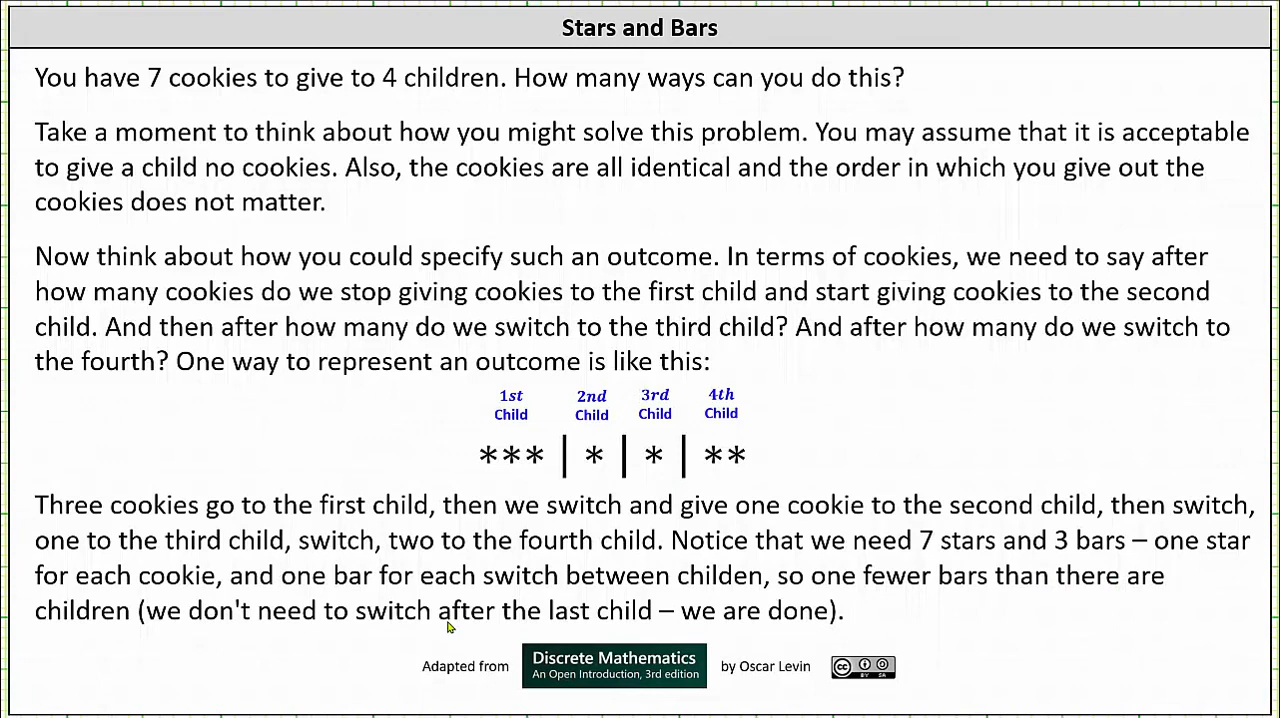 Stars and Bars
You have 7 cookies to give to 4 children. How many ways can you do this?
Take a moment to think about how you might solve this problem. You may assume that it is acceptable
to give a child no cookies. Also, the cookies are all identical and the order in which you give out the
cookies does not matter.
Now think about how you could specify such an outcome. In terms of cookies, we need to say after
how many cookies do we stop giving cookies to the first child and start giving cookies to the second
child. And then after how many do we switch to the third child? And after how many do we switch to
the fourth? One way to represent an outcome is like this:
1st 2nd 3rd 4th
Child Child Child Child
***|*|*|**
Three cookies go to the first child, then we switch and give one cookie to the second child, then switch,
one to the third child, switch, two to the fourth child. Notice that we need 7 stars and 3 bars – one star
for each cookie, and one bar for each switch between childen, so one fewer bars than there are
children (we don't need to switch after the last child – we are done).
Adapted from Discrete Mathematics by Oscar Levin
An Open Introduction, 3rd edition
CC BY SA